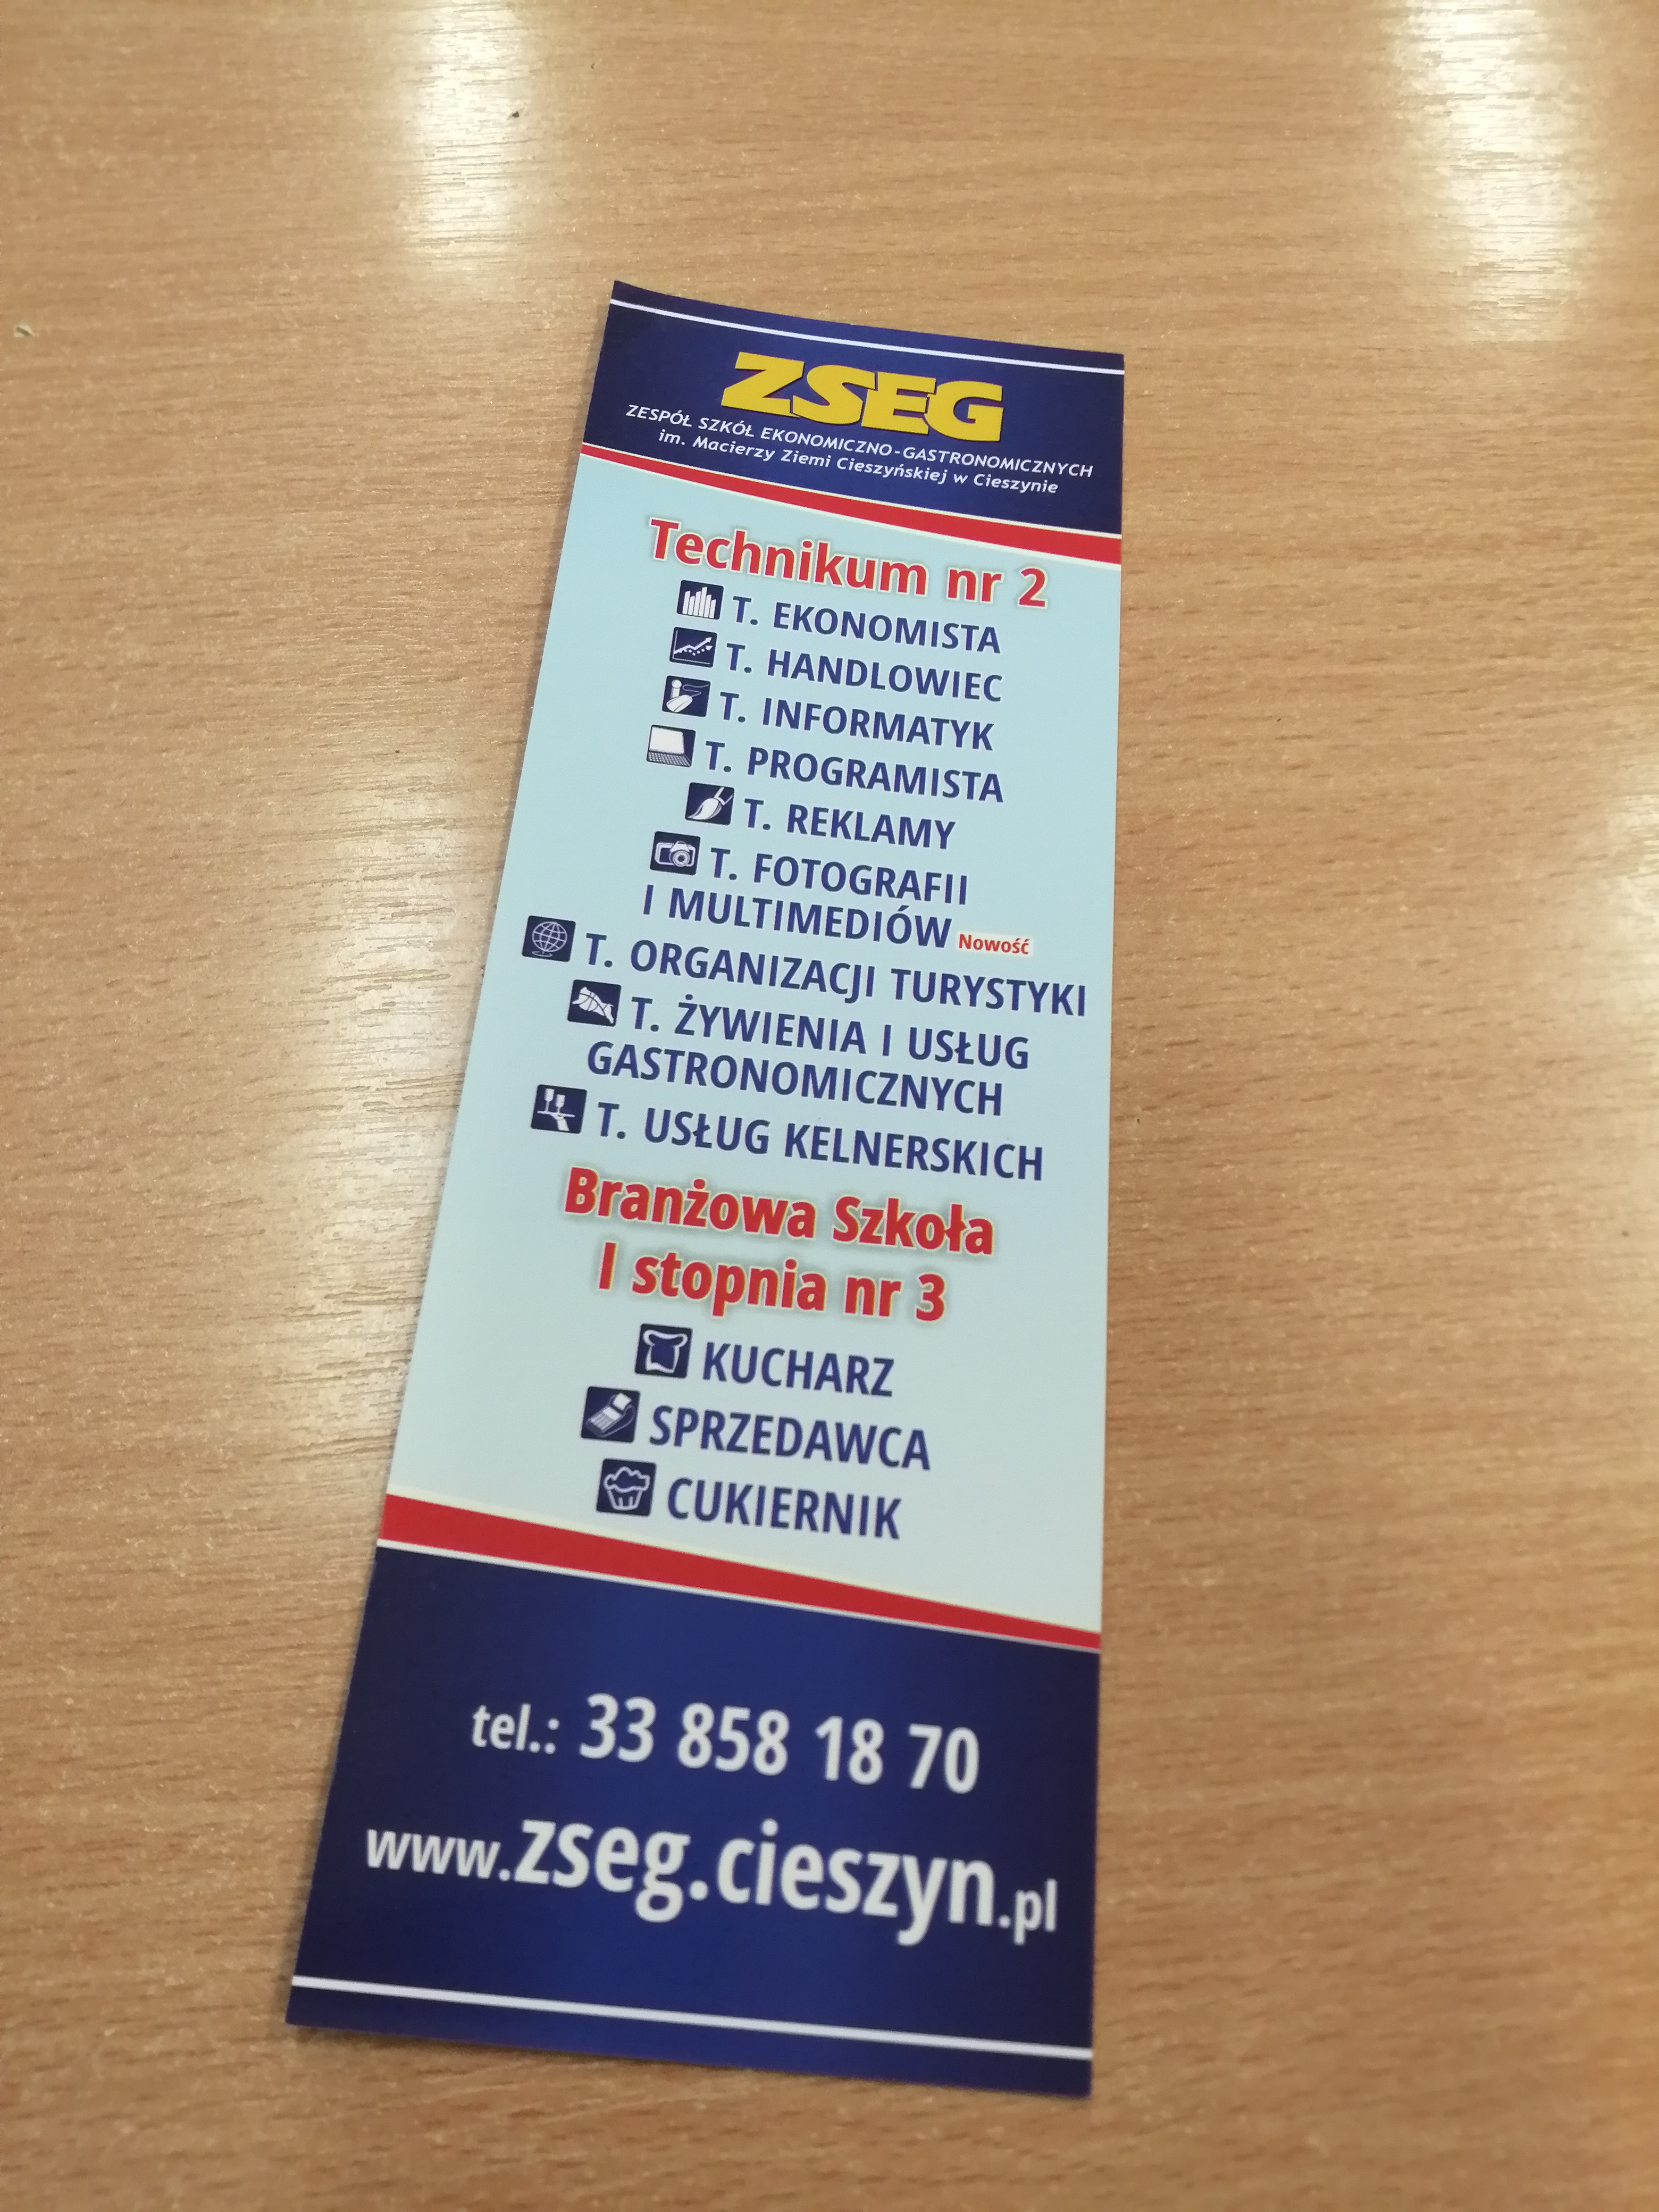 ZSEG
ZESPÓŁ SZKÓŁ EKONOMICZNO-GASTRONOMICZNYCH
im. Macierzy Ziemi Cieszyńskiej w Cieszynie
Technikum nr 2
T. EKONOMISTA
T. HANDLOWIEC
T. INFORMATYK
T. PROGRAMISTA
T. REKLAMY
T. FOTOGRAFII
I MULTIMEDIÓW Nowość
T. ORGANIZACJI TURYSTYKI
T. ŻYWIENIA I USŁUG
GASTRONOMICZNYCH
T. USŁUG KELNERSKICH
Branżowa Szkoła
I stopnia nr 3
KUCHARZ
SPRZEDAWCA
CUKIERNIK
tel.: 33 858 18 70
www.zseg.cieszyn.pl